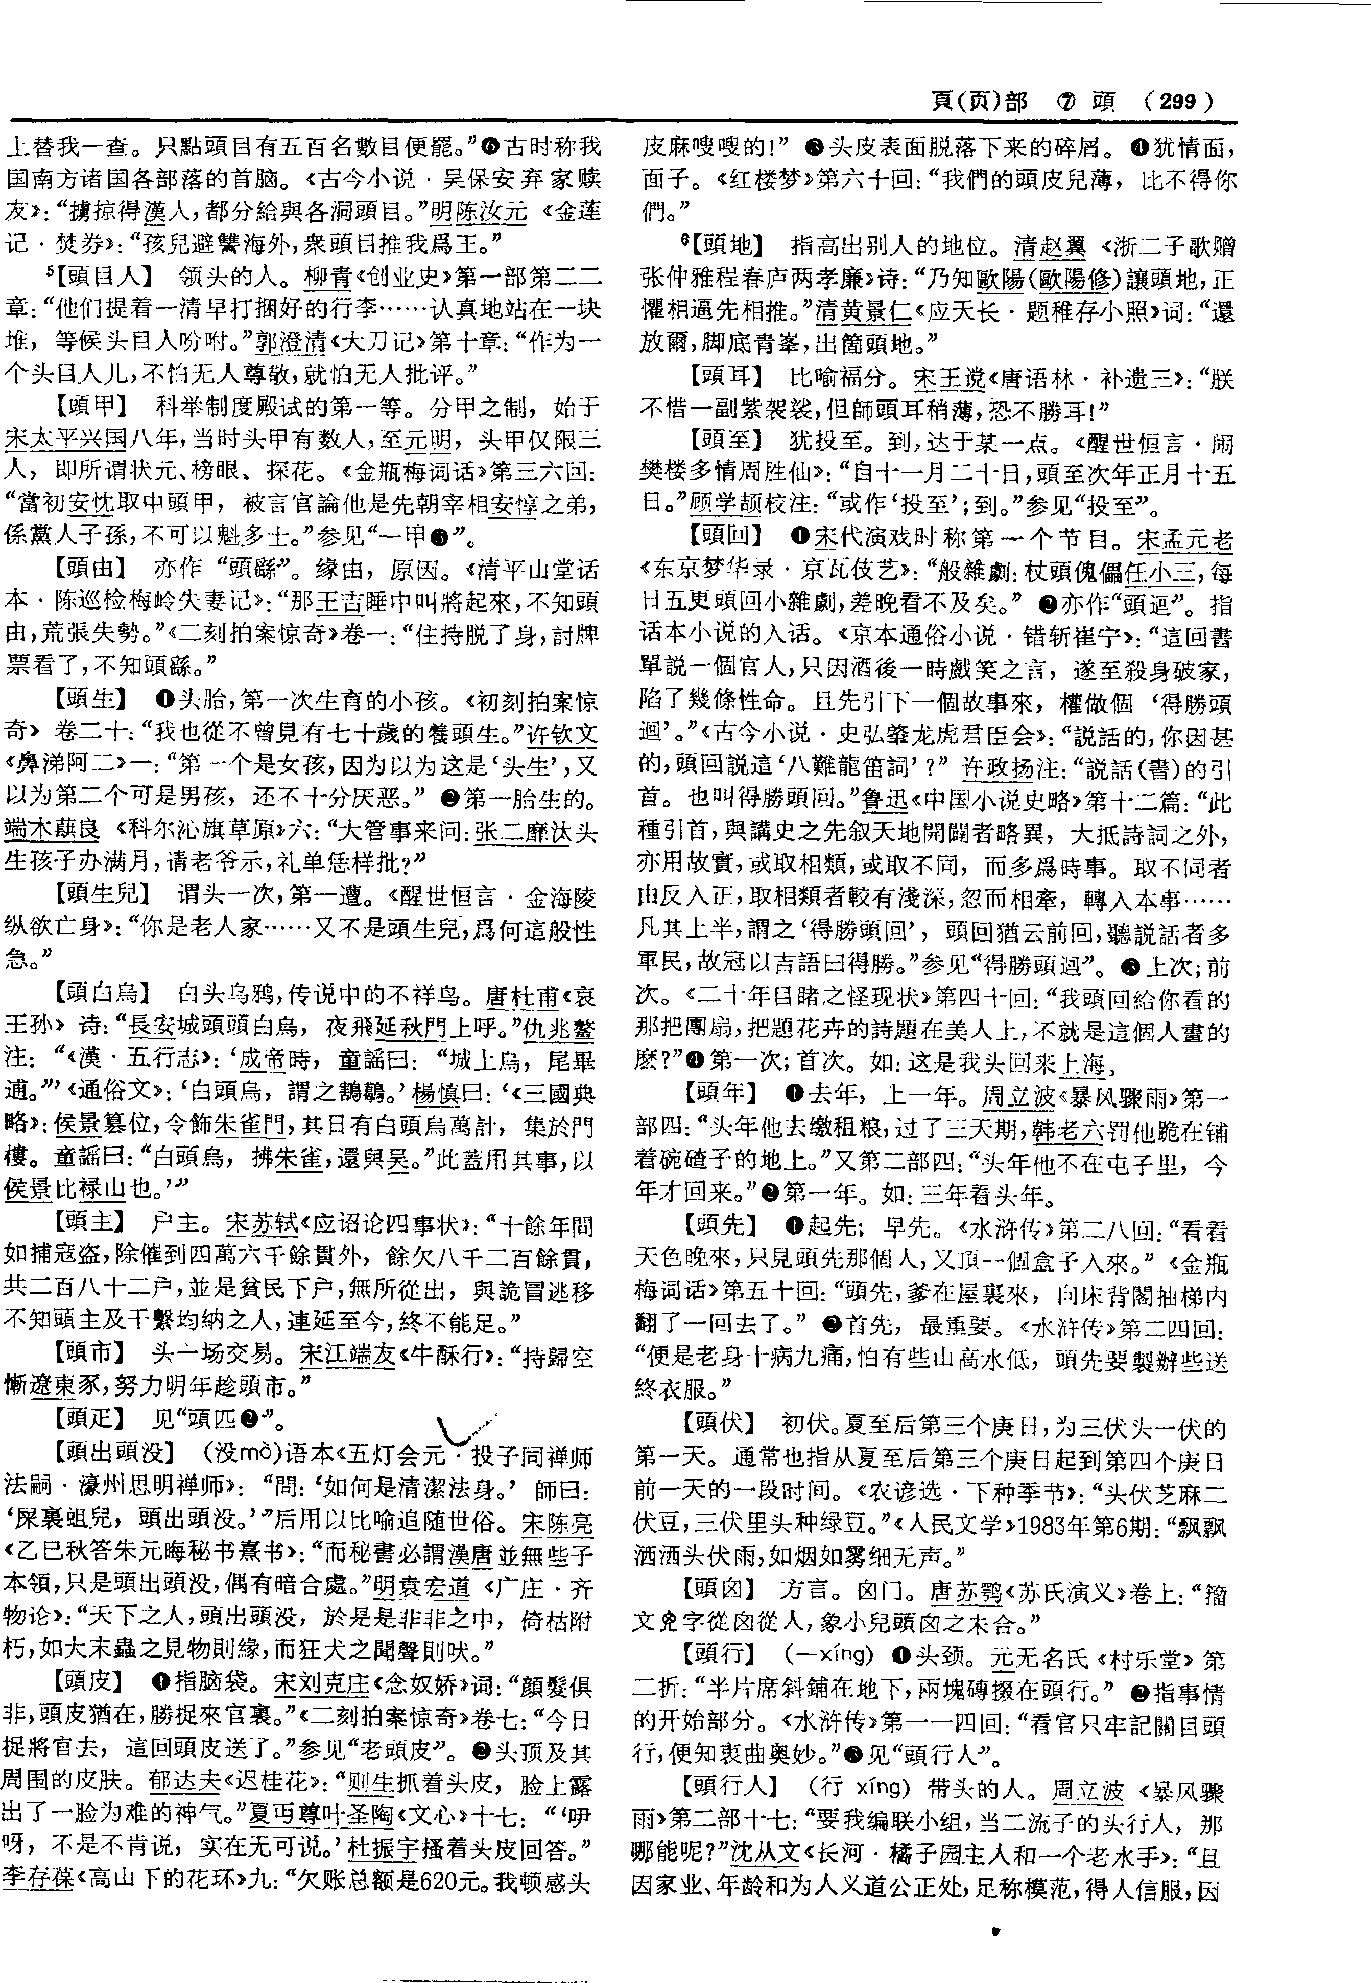 頁(页)部　⑦　頭　（299）
上替我一查。只點頭目有五百名數目便罷。”❻古时称我
国南方诸国各部落的首脑。《古今小说·吴保安弃家赎
友》：“擄掠得漢人，都分給與各洞頭目。”明陈汝元《金莲
记·焚券》：“孩兒避讐海外，衆頭目推我爲王。”
⁵【頭目人】　领头的人。柳青《创业史》第一部第二二
章：“他们提着一清早打捆好的行李……认真地站在一块
堆，等候头目人吩咐。”郭澄清《大刀记》第十章：“作为一
个头目人儿，不怕无人尊敬，就怕无人批评。”
【頭甲】　科举制度殿试的第一等。分甲之制，始于
宋太平兴国八年，当时头甲有数人，至元明，头甲仅限三
人，即所谓状元、榜眼、探花。《金瓶梅词话》第三六回：
“當初安忱取中頭甲，被言官論他是先朝宰相安惇之弟，
係黨人子孫，不可以魁多士。”参见“一甲❸”。
【頭由】　亦作“頭繇”。缘由，原因。《清平山堂话
本·陈巡检梅岭失妻记》：“那王吉睡中叫將起來，不知頭
由，荒張失勢。”《二刻拍案惊奇》卷一：“住持脱了身，討牌
票看了，不知頭繇。”
【頭生】　❶头胎，第一次生育的小孩。《初刻拍案惊
奇》卷二十：“我也從不曾見有七十歲的養頭生。”许钦文
《鼻涕阿二》一：“第一个是女孩，因为以为这是‘头生’，又
以为第二个可是男孩，还不十分厌恶。”❷第一胎生的。
端木蕻良《科尔沁旗草原》六：“大管事来问：张二靡汰头
生孩子办满月，请老爷示，礼单恁样批？”
【頭生兒】　谓头一次，第一遭。《醒世恒言·金海陵
纵欲亡身》：“你是老人家……又不是頭生兒，爲何這般性
急。”
【頭白烏】　白头乌鸦，传说中的不祥鸟。唐杜甫《哀
王孙》诗：“長安城頭頭白烏，夜飛延秋門上呼。”仇兆鳌
注：“《漢·五行志》：‘成帝時，童謡曰：“城上烏，尾畢
逋。”’《通俗文》：‘白頭烏，謂之鶷鶡。’楊慎曰：‘《三國典
略》：侯景篡位，令飾朱雀門，其日有白頭烏萬計，集於門
樓。童謡曰：“白頭烏，拂朱雀，還與吴。”此蓋用其事，以
侯景比禄山也。’”
【頭主】　户主。宋苏轼《应诏论四事状》：“十餘年間
如捕寇盗，除催到四萬六千餘貫外，餘欠八千二百餘貫，
共二百八十二户，並是貧民下户，無所從出，與詭冒逃移
不知頭主及干繫均納之人，連延至今，終不能足。”
【頭市】　头一场交易。宋江端友《牛酥行》：“持歸空
慚遼東豕，努力明年趁頭市。”
【頭疋】　见“頭匹❷”。
【頭出頭没】　（没mò）语本《五灯会元·投子同禅师
法嗣·濠州思明禅师》：“問：‘如何是清潔法身。’師曰：
‘屎裏蛆兒，頭出頭没。’”后用以比喻追随世俗。宋陈亮
《乙巳秋答朱元晦秘书熹书》：“而秘書必謂漢唐並無些子
本領，只是頭出頭没，偶有暗合處。”明袁宏道《广庄·齐
物论》：“天下之人，頭出頭没，於是是非非之中，倚枯附
朽，如大末蟲之見物則緣，而狂犬之聞聲則吠。”
【頭皮】　❶指脑袋。宋刘克庄《念奴娇》词：“顔髮俱
非，頭皮猶在，勝捉來官裏。”《二刻拍案惊奇》卷七：“今日
捉將官去，這回頭皮送了。”参见“老頭皮”。❷头顶及其
周围的皮肤。郁达夫《迟桂花》：“则生抓着头皮，脸上露
出了一脸为难的神气。”夏丏尊叶圣陶《文心》十七：“‘咿
呀，不是不肯说，实在无可说。’杜振宇搔着头皮回答。”
李存葆《高山下的花环》九：“欠账总额是620元。我顿感头
皮麻嗖嗖的！”❸头皮表面脱落下来的碎屑。❹犹情面，
面子。《红楼梦》第六十回：“我們的頭皮兒薄，比不得你
們。”
⁶【頭地】　指高出别人的地位。清赵翼《浙二子歌赠
张仲雅程春庐两孝廉》诗：“乃知歐陽（歐陽修）讓頭地，正
懼相逼先相推。”清黄景仁《应天长·题稚存小照》词：“還
放爾，脚底青峯，出箇頭地。”
【頭耳】　比喻福分。宋王谠《唐语林·补遗三》：“朕
不惜一副紫袈裟，但師頭耳稍薄，恐不勝耳！”
【頭至】　犹投至。到，达于某一点。《醒世恒言·闹
樊楼多情周胜仙》：“自十一月二十日，頭至次年正月十五
日。”顾学颉校注：“或作‘投至’；到。”参见“投至”。
【頭回】　❶宋代演戏时称第一个节目。宋孟元老
《东京梦华录·京瓦伎艺》：“般雜劇：杖頭傀儡任小三，每
日五更頭回小雜劇，差晚看不及矣。”❷亦作“頭迴”。指
话本小说的入话。《京本通俗小说·错斩崔宁》：“這回書
單説一個官人，只因酒後一時戲笑之言，遂至殺身破家，
陷了幾條性命。且先引下一個故事來，權做個‘得勝頭
迴’。”《古今小说·史弘肇龙虎君臣会》：“説話的，你因甚
的，頭回説這‘八難龍笛詞’？”许政扬注：“説話（書）的引
首。也叫得勝頭回。”鲁迅《中国小说史略》第十二篇：“此
種引首，與講史之先叙天地開闢者略異，大抵詩詞之外，
亦用故實，或取相類，或取不同，而多爲時事。取不同者
由反入正，取相類者較有淺深，忽而相牽，轉入本事……
凡其上半，謂之‘得勝頭回’，頭回猶云前回，聽説話者多
軍民，故冠以吉語曰得勝。”参见“得勝頭迴”。❸上次；前
次。《二十年目睹之怪现状》第四十回：“我頭回給你看的
那把團扇，把題花卉的詩題在美人上，不就是這個人畫的
麽？”❹第一次；首次。如：这是我头回来上海。
【頭年】　❶去年，上一年。周立波《暴风骤雨》第一
部四：“头年他去缴租粮，过了三天期，韩老六罚他跪在铺
着碗碴子的地上。”又第二部四：“头年他不在屯子里，今
年才回来。”❷第一年。如：三年看头年。
【頭先】　❶起先；早先。《水浒传》第二八回：“看看
天色晚來，只見頭先那個人，又頂一個盒子入來。”《金瓶
梅词话》第五十回：“頭先，爹在屋裏來，向床背閣抽梯内
翻了一回去了。”❷首先，最重要。《水浒传》第二四回：
“便是老身十病九痛，怕有些山高水低，頭先要製辦些送
終衣服。”
【頭伏】　初伏。夏至后第三个庚日，为三伏头一伏的
第一天。通常也指从夏至后第三个庚日起到第四个庚日
前一天的一段时间。《农谚选·下种季节》：“头伏芝麻二
伏豆，三伏里头种绿豆。”《人民文学》1983年第6期：“飘飘
洒洒头伏雨，如烟如雾细无声。”
【頭囟】　方言。囟门。唐苏鹗《苏氏演义》卷上：“籀
文皃字從囟從人，象小兒頭囟之未合。”
【頭行】　（—xíng）❶头颈。元无名氏《村乐堂》第
二折：“半片席斜鋪在地下，兩塊磚掇在頭行。”❷指事情
的开始部分。《水浒传》第一一四回：“看官只牢記關目頭
行，便知衷曲奥妙。”❸见“頭行人”。
【頭行人】　（行 xíng）带头的人。周立波《暴风骤
雨》第二部十七：“要我编联小组，当二流子的头行人，那
哪能呢？”沈从文《长河·橘子园主人和一个老水手》：“且
因家业、年龄和为人义道公正处，足称模范，得人信服，因